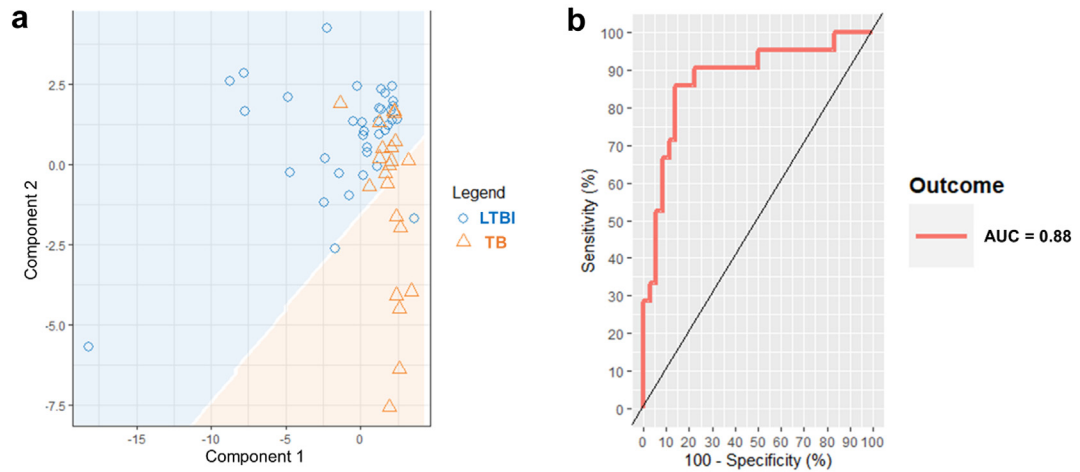 a
2.5
0.0
-2.5
-5.0
-7.5
Component 2
-15
-10
-5
0
Component 1
Legend
LTBI
TB
b
100
90
80
70
60
50
40
30
20
10
0
Sensitivity (%)
0 10 20 30 40 50 60 70 80 90 100
100 - Specificity (%)
Outcome
AUC = 0.88